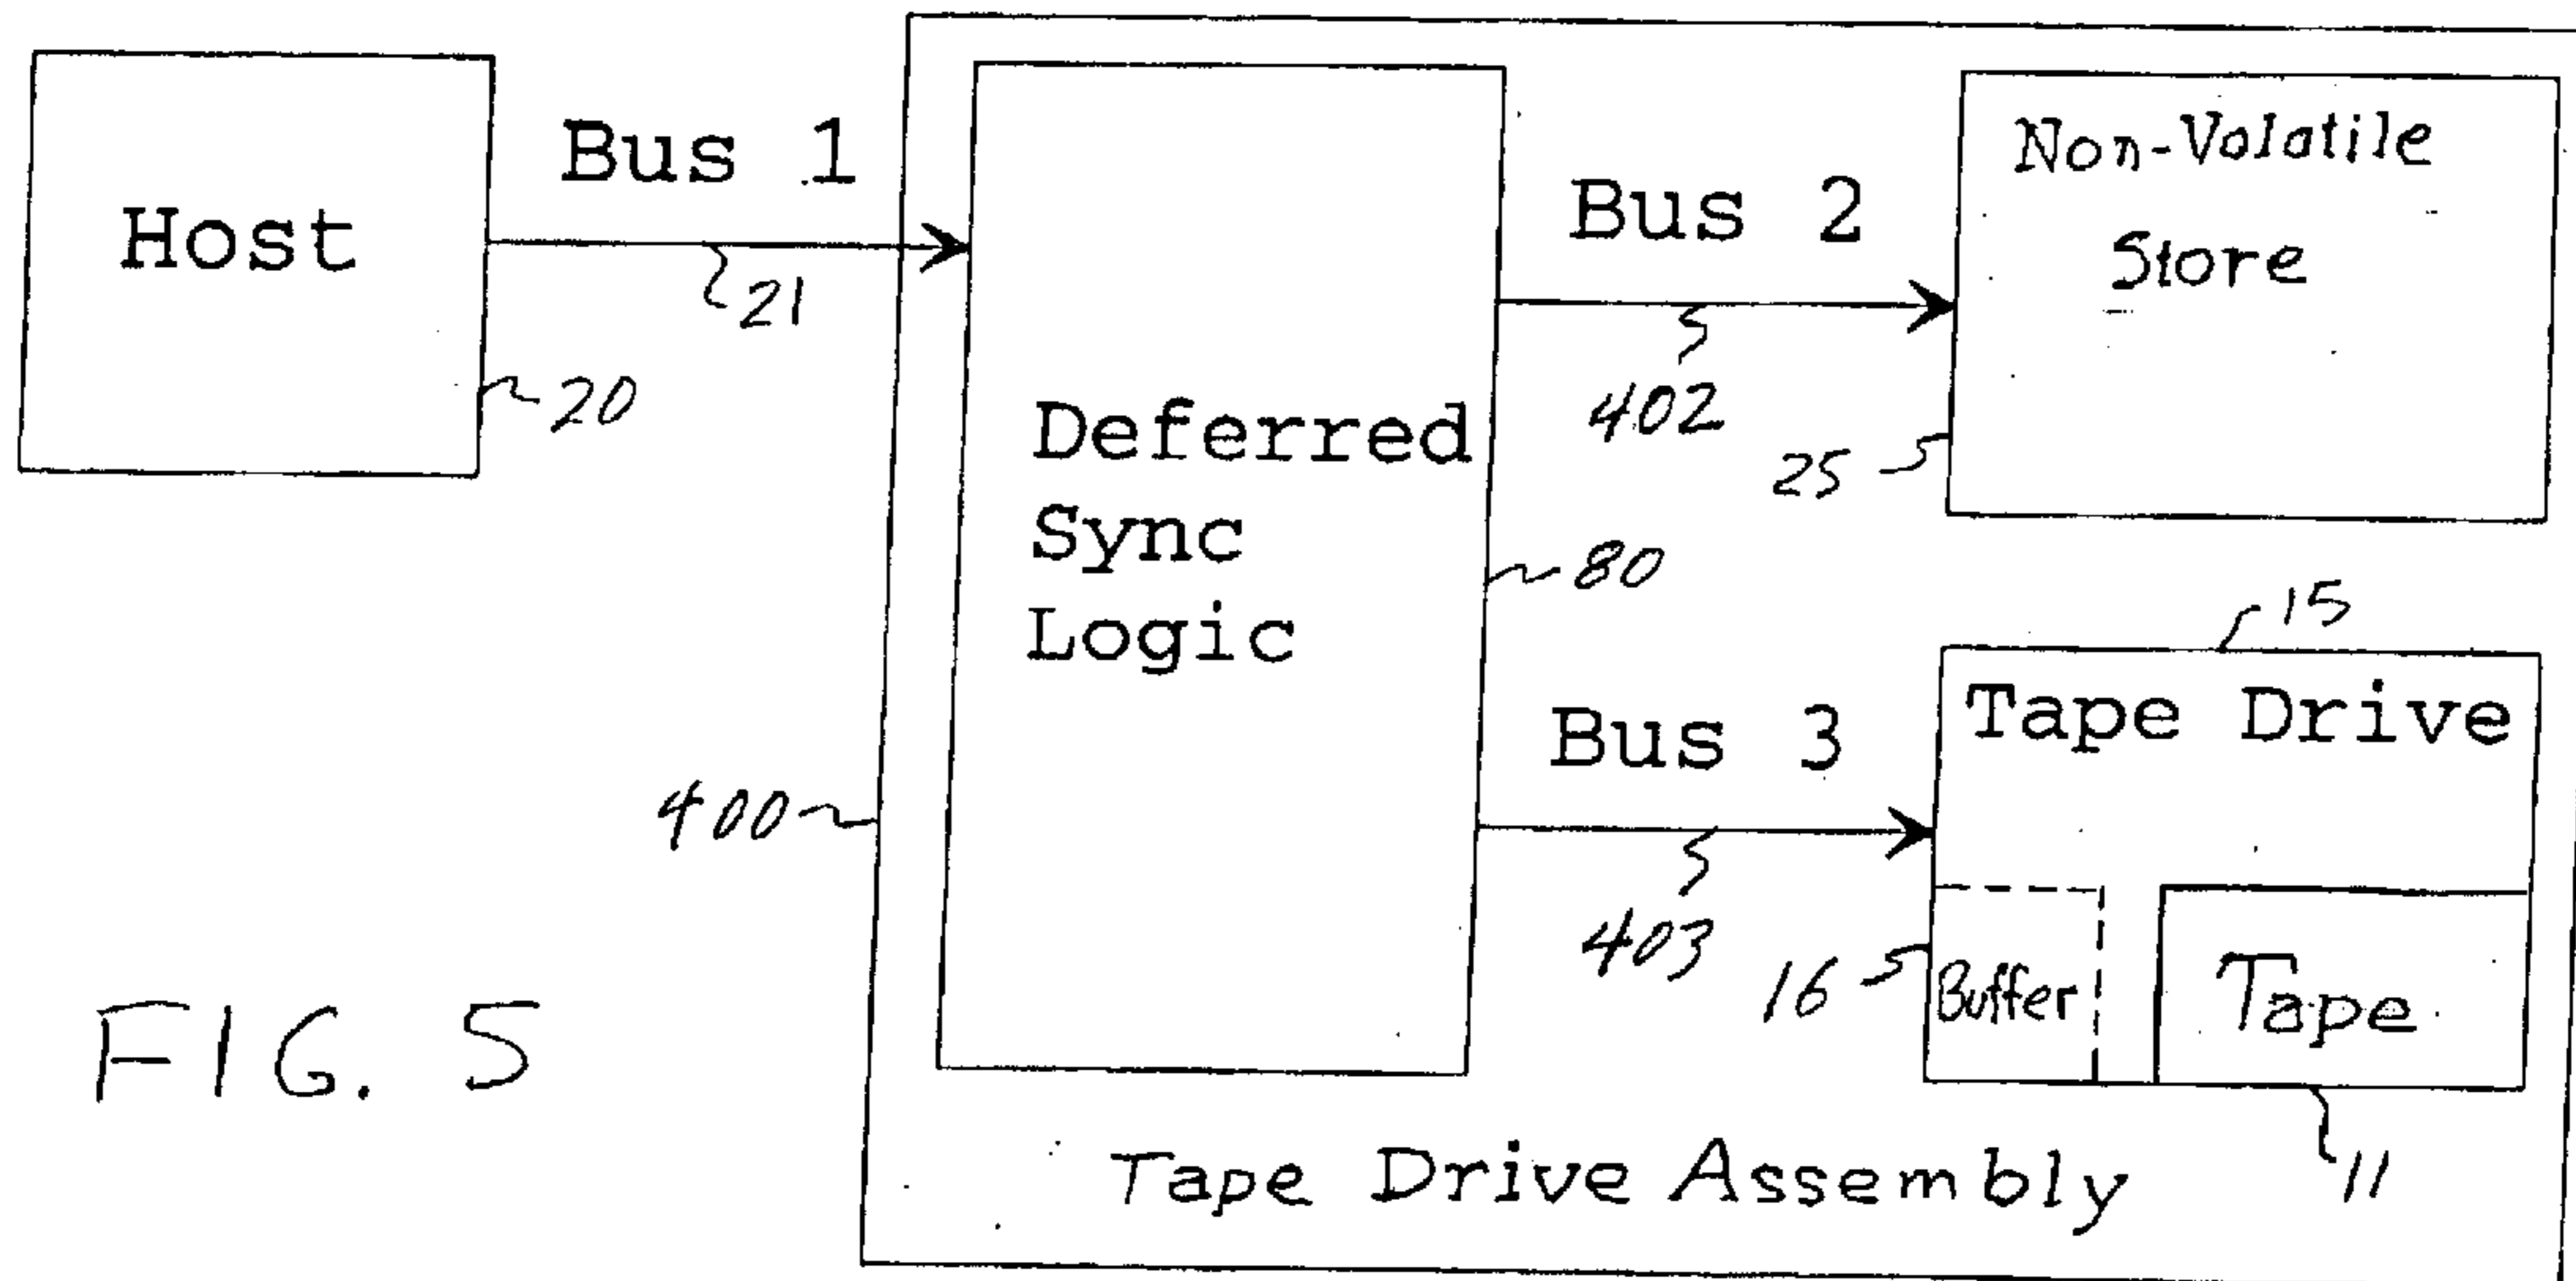 Host
20
Bus 1
21
Deferred
Sync
Logic
80
400
Bus 2
402
Non-Volatile
Store
25
Bus 3
403
15
Tape Drive
16
Buffer
Tape
11
Tape Drive Assembly
FIG. 5